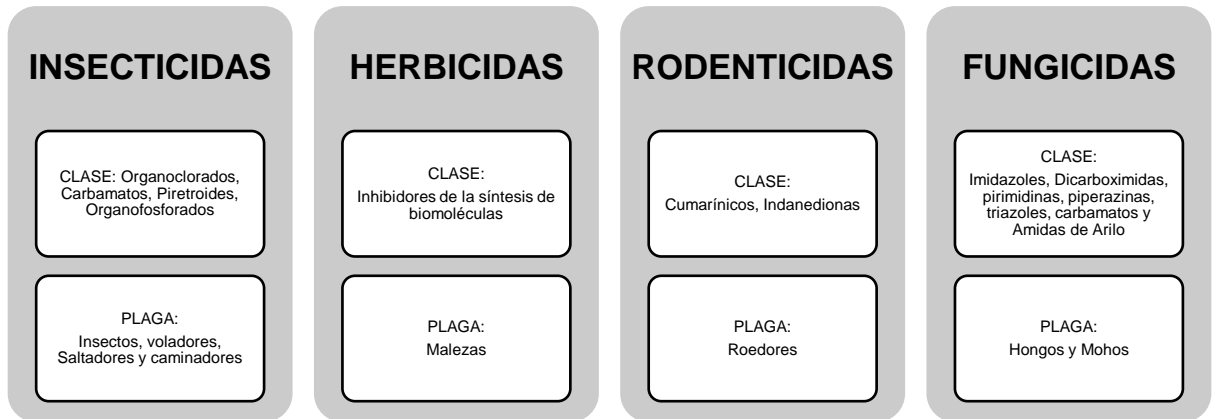 INSECTICIDAS
CLASE: Organoclorados,
Carbamatos, Piretroides,
Organofosforados
PLAGA:
Insectos, voladores,
Saltadores y caminadores
HERBICIDAS
CLASE:
Inhibidores de la síntesis de
biomoléculas
PLAGA:
Malezas
RODENTICIDAS
CLASE:
Cumarínicos, Indanedionas
PLAGA:
Roedores
FUNGICIDAS
CLASE:
Imidazoles, Dicarboximidas,
pirimidinas, piperazinas,
triazoles, carbamatos y
Amidas de Arilo
PLAGA:
Hongos y Mohos